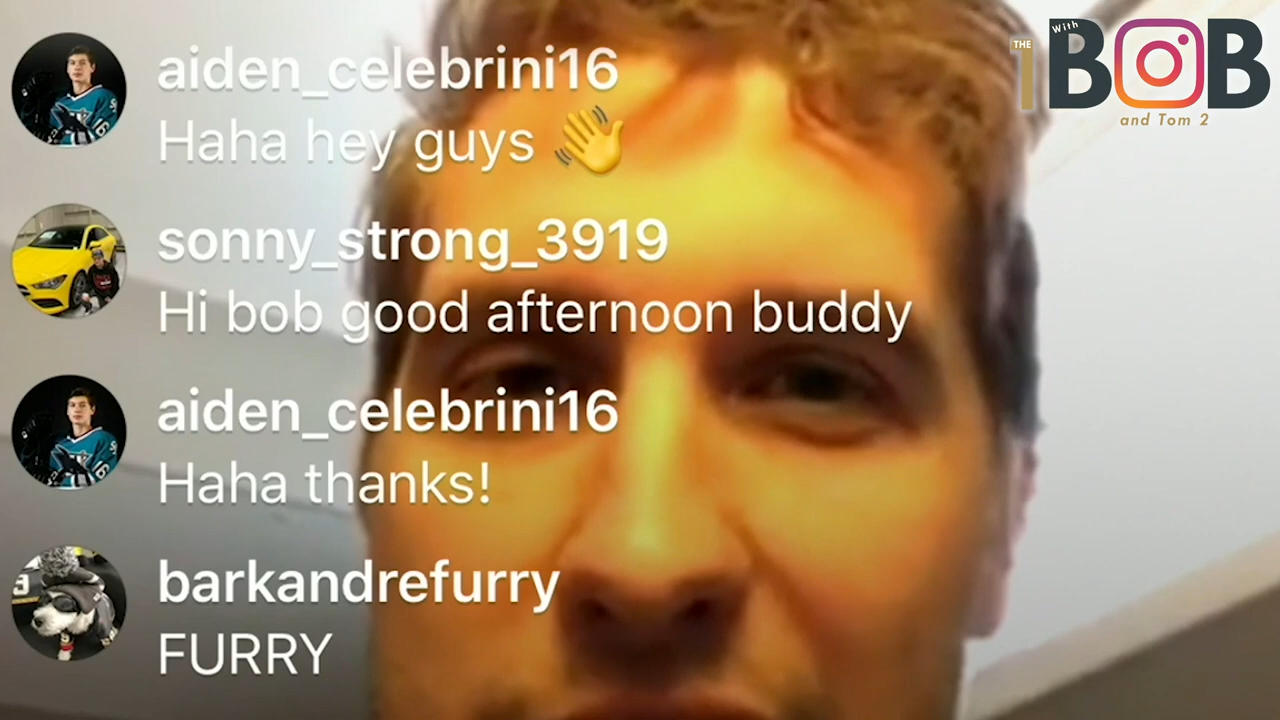 aiden_celebrini16
Haha hey guys 👋
sonny_strong_3919
Hi bob good afternoon buddy
aiden_celebrini16
Haha thanks!
barkandrefurry
FURRY
THE 1
With
BOB
and Tom 2